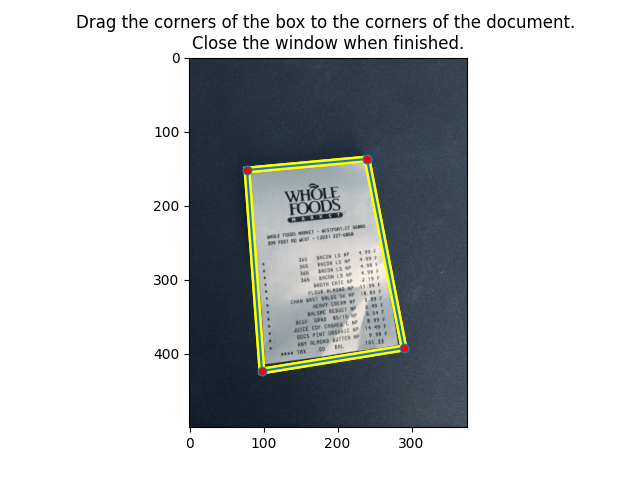 Drag the corners of the box to the corners of the document.
Close the window when finished.
0
100
200
300
400
0
100
200
300
WHOLE
FOODS
MARKET
WHOLE FOODS MARKET - WESTPORT,CT 06880
399 POST RD WEST - (203) 227-6858
365 BACON LS NP 4.99 F
365 BACON LS NP 4.99 F
365 BACON LS NP 4.99 F
365 BACON LS NP 4.99 F
BROTH CHIC NP 2.19 F
FLOUR ALMOND NP 11.99 F
CHKN BRST BNLSS SK NP 18.80 F
HEAVY CREAM NP 3.39 F
BALSMC REDUCT NP 6.49 F
BEEF GRND 85/15 NP 5.04 F
JUICE COF CASHEW C NP 8.99 F
DOCS PINT ORGANIC NP 14.49 F
HNY ALMOND BUTTER NP 9.99 F
**** TAX .00 BAL 101.33